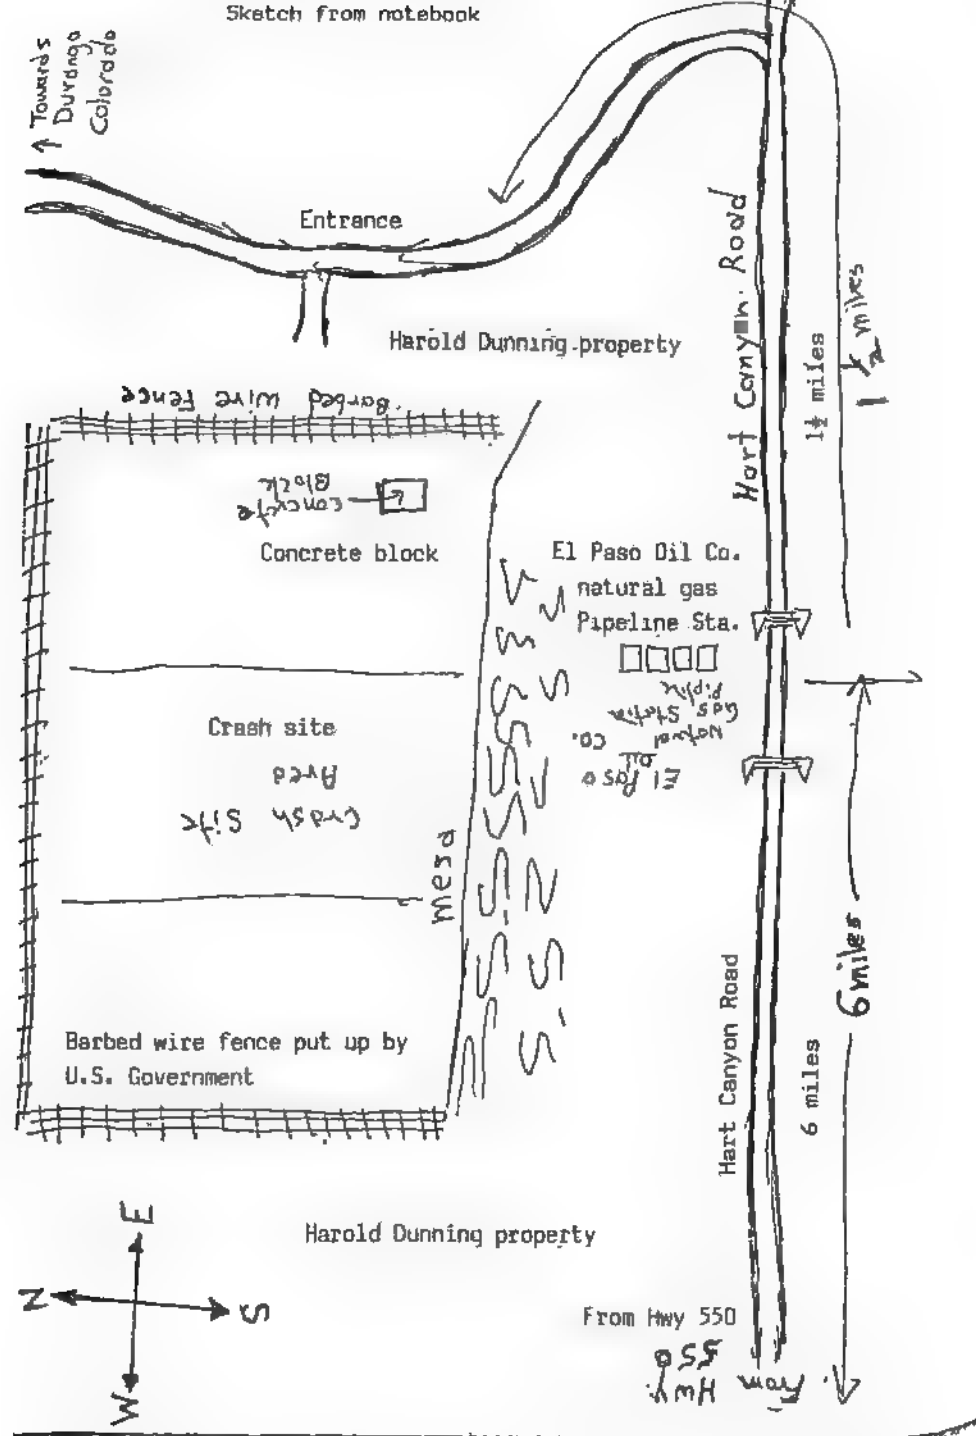 Sketch from notebook
Towards
Durango
Colorado
Entrance
Harold Dunning property
Hart Canyon Road
1½ miles
1 ½ miles
Barbed wire Fence
Concrete
Block
Concrete block
El Paso Oil Co.
natural gas
Pipeline Sta.
El Paso
Oil Co.
Natural
Gas Station
Crash site
Crash Site
Area
mesa
Hart Canyon Road
6 miles
6 miles
Barbed wire fence put up by
U.S. Government
Harold Dunning property
N
E
S
W
From Hwy 550
From Hwy.
550